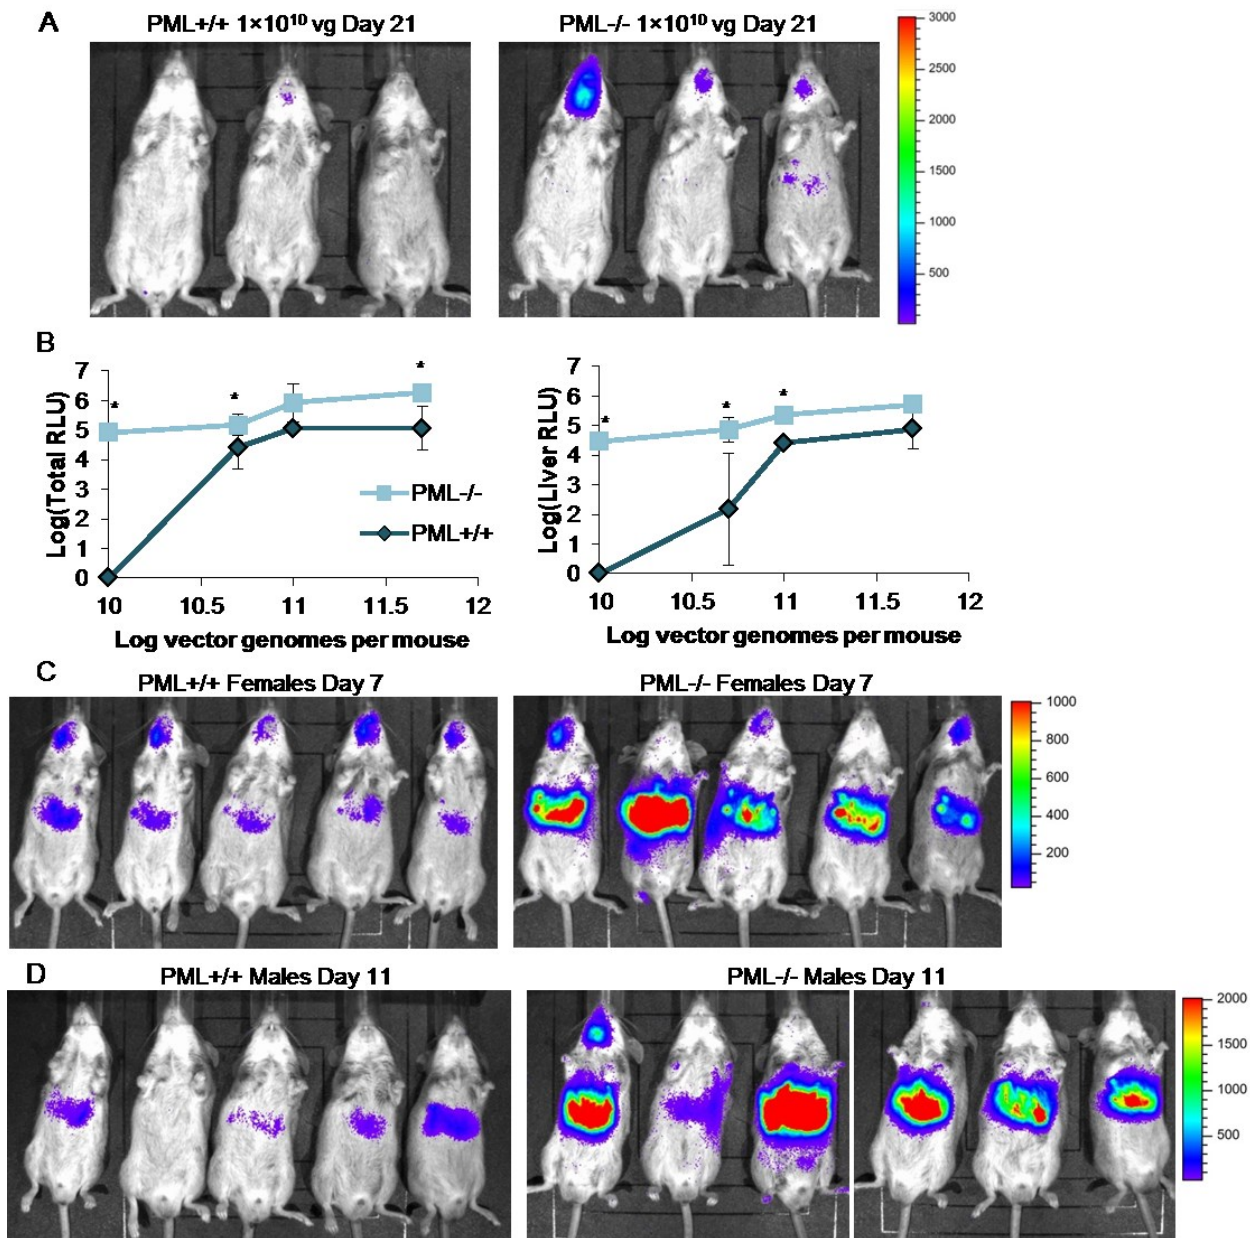 A
PML+/+ 1×10¹⁰ vg Day 21
PML-/- 1×10¹⁰ vg Day 21
3000
2500
2000
1500
1000
500
B
7
6
5
4
3
2
1
0
Log(Total RLU)
*
*
*
PML-/-
PML+/+
10
10.5
11
11.5
12
Log vector genomes per mouse
7
6
5
4
3
2
1
0
Log(Liver RLU)
*
*
*
10
10.5
11
11.5
12
Log vector genomes per mouse
C
PML+/+ Females Day 7
PML-/- Females Day 7
1000
800
600
400
200
D
PML+/+ Males Day 11
PML-/- Males Day 11
2000
1500
1000
500